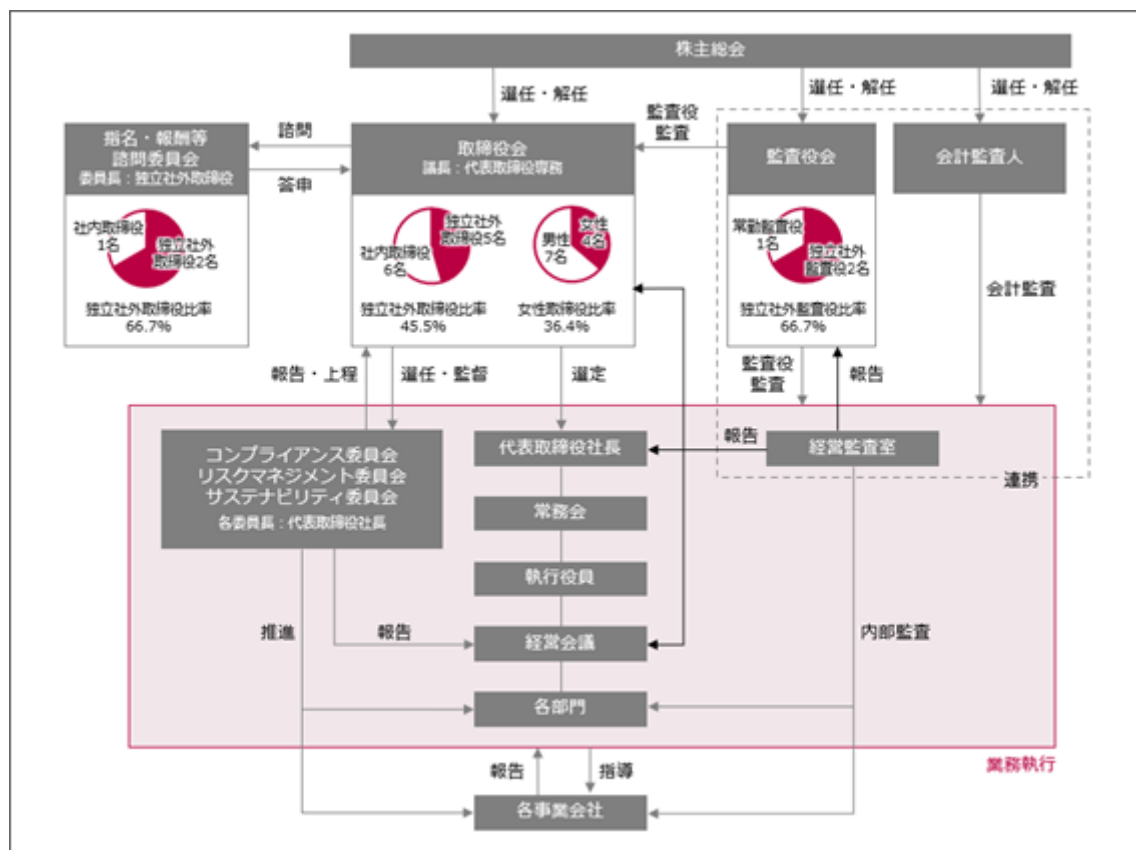 株主総会
選任・解任
選任・解任
選任・解任
指名・報酬等
諮問委員会
委員長：独立社外取締役
諮問
答申
取締役会
議長：代表取締役専務
監査役
監査
監査役会
会計監査人
社内取締役
1名
独立社外
取締役2名
独立社外取締役比率
66.7%
独立社外
取締役5名
社内取締役
6名
独立社外取締役比率
45.5%
女性
4名
男性
7名
女性取締役比率
36.4%
常勤監査役
1名
独立社外
監査役2名
独立社外監査役比率
66.7%
会計監査
報告・上程
選任・監督
選定
監査役
監査
報告
コンプライアンス委員会
リスクマネジメント委員会
サステナビリティ委員会
各委員長：代表取締役社長
代表取締役社長
報告
経営監査室
連携
常務会
執行役員
推進
報告
経営会議
内部監査
各部門
業務執行
報告
指導
各事業会社